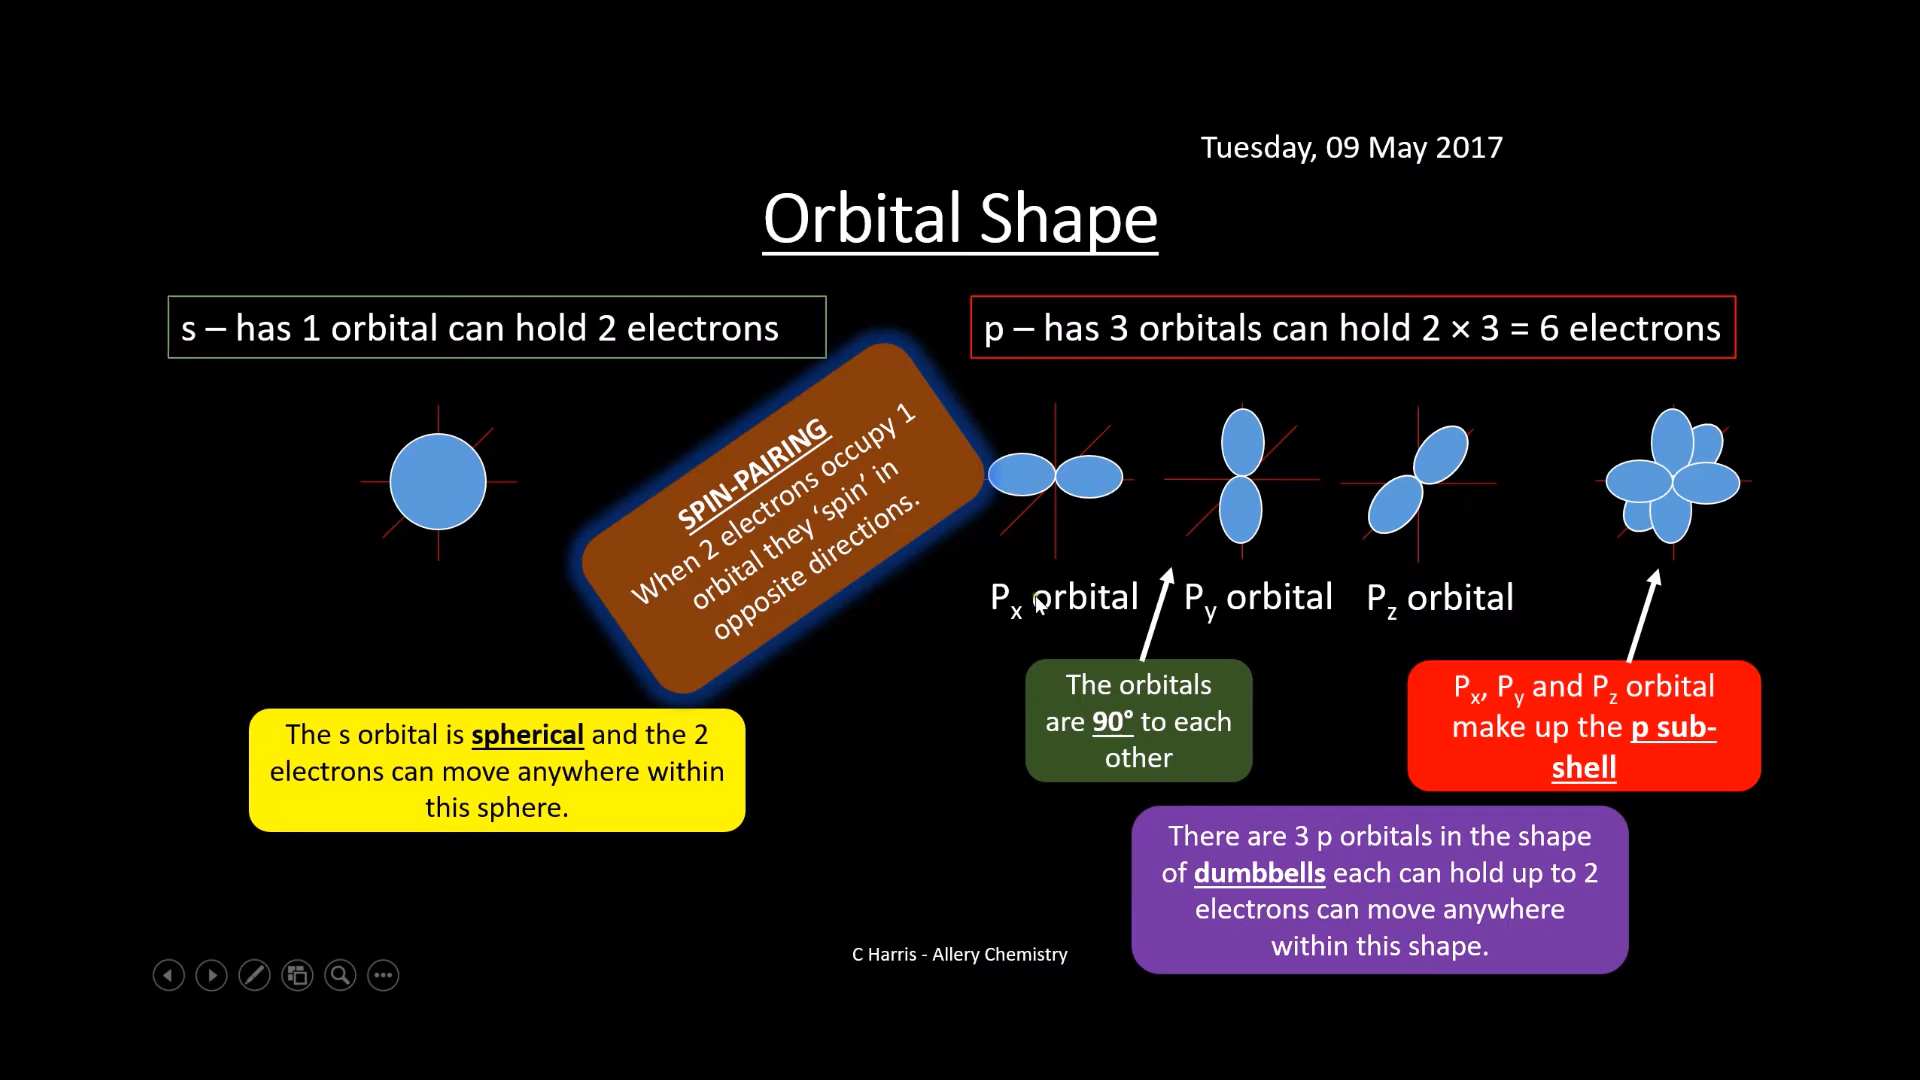 Tuesday, 09 May 2017
Orbital Shape
s – has 1 orbital can hold 2 electrons
p – has 3 orbitals can hold 2 × 3 = 6 electrons
SPIN-PAIRING
When 2 electrons occupy 1
orbital they ‘spin’ in
opposite directions.
Px orbital
Py orbital
Pz orbital
The s orbital is spherical and the 2
electrons can move anywhere within
this sphere.
The orbitals
are 90° to each
other
Px, Py and Pz orbital
make up the p sub-
shell
There are 3 p orbitals in the shape
of dumbbells each can hold up to 2
electrons can move anywhere
within this shape.
C Harris - Allery Chemistry